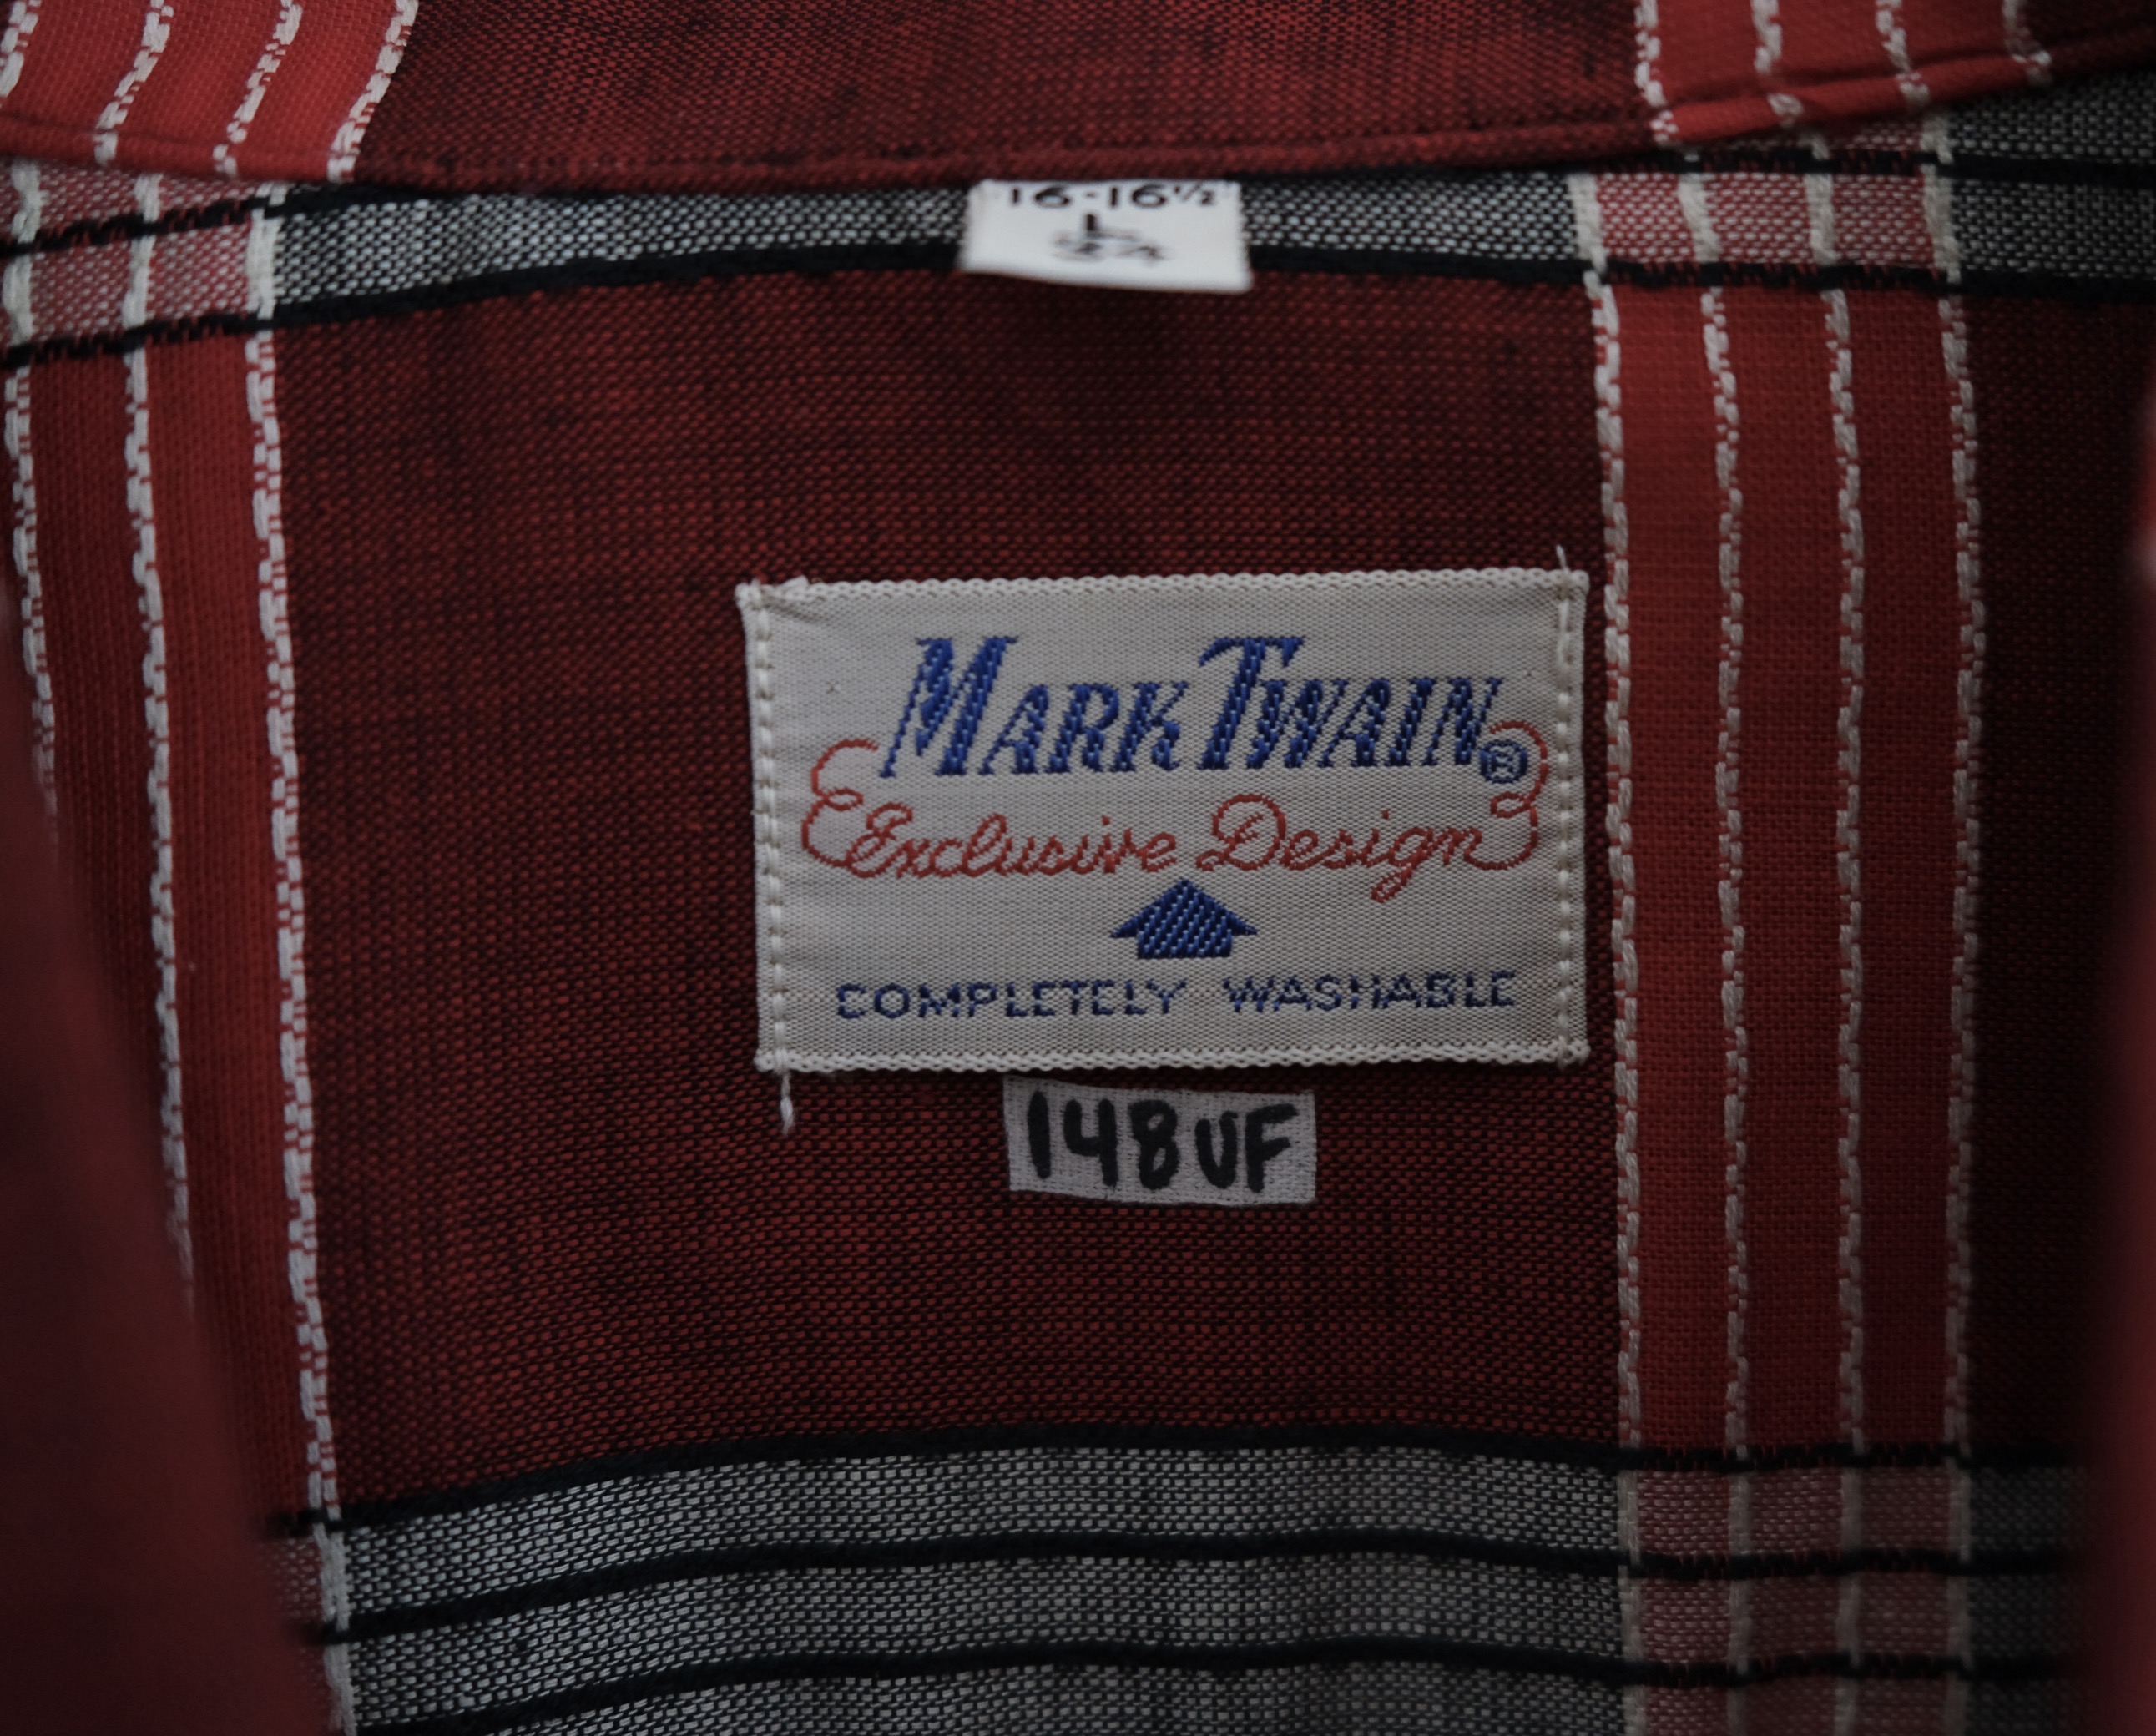 16-16½
L
MARK TWAIN®
Exclusive Design
COMPLETELY WASHABLE
148UF